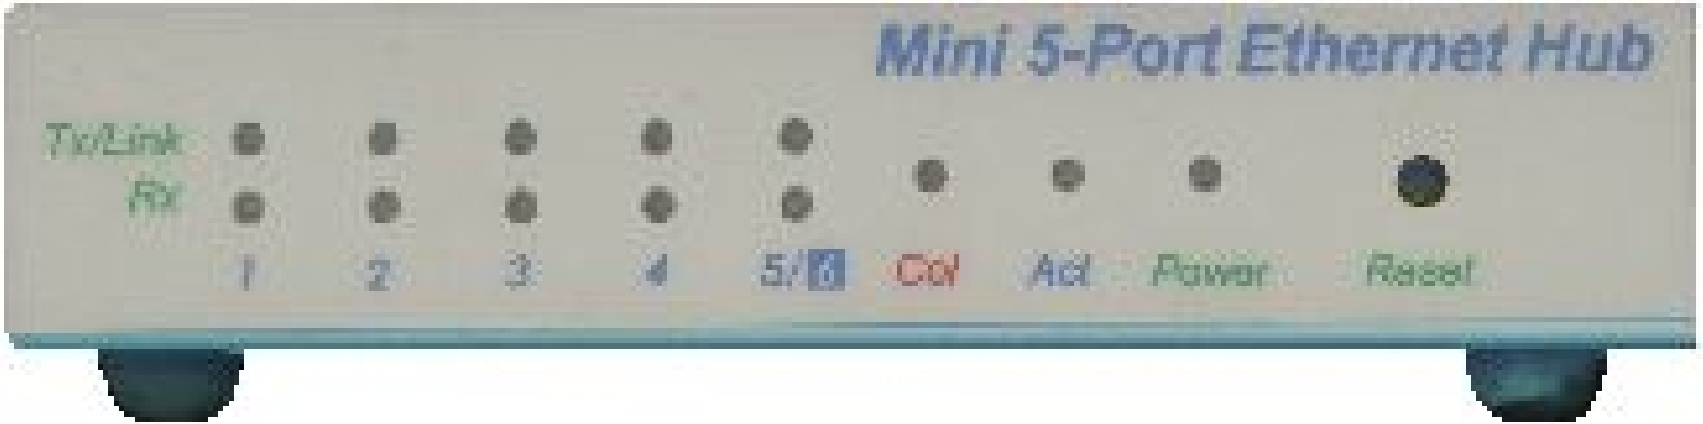 Mini 5-Port Ethernet Hub
Tx/Link
Rx
1 2 3 4 5/6 Col Act Power Reset